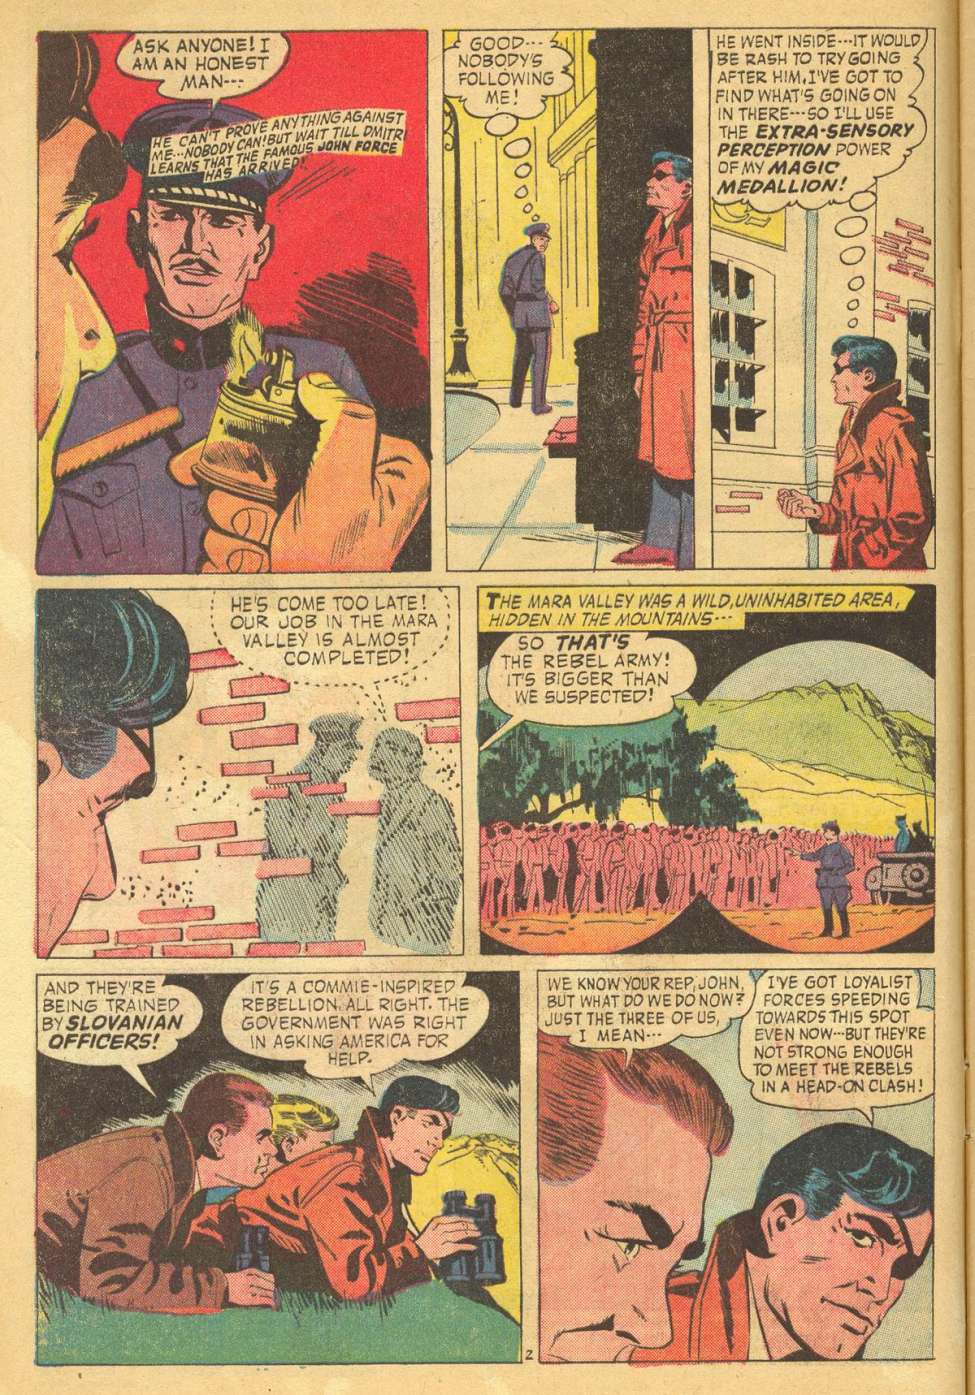 ASK ANYONE! I
AM AN HONEST
MAN---
HE CAN'T PROVE ANYTHING AGAINST
ME...NOBODY CAN! BUT WAIT TILL DMITRI
LEARNS THAT THE FAMOUS JOHN FORCE
HAS ARRIVED!
GOOD---
NOBODY'S
FOLLOWING
ME!
HE WENT INSIDE---IT WOULD
BE RASH TO TRY GOING
AFTER HIM. I'VE GOT TO
FIND WHAT'S GOING ON
IN THERE---SO I'LL USE
THE EXTRA-SENSORY
PERCEPTION POWER
OF MY MAGIC
MEDALLION!
HE'S COME TOO LATE!
OUR JOB IN THE MARA
VALLEY IS ALMOST
COMPLETED!
THE MARA VALLEY WAS A WILD, UNINHABITED AREA,
HIDDEN IN THE MOUNTAINS---
SO THAT'S
THE REBEL ARMY!
IT'S BIGGER THAN
WE SUSPECTED!
AND THEY'RE
BEING TRAINED
BY SLOVANIAN
OFFICERS!
IT'S A COMMIE-INSPIRED
REBELLION, ALL RIGHT. THE
GOVERNMENT WAS RIGHT
IN ASKING AMERICA FOR
HELP.
WE KNOW YOUR REP, JOHN,
BUT WHAT DO WE DO NOW?
JUST THE THREE OF US,
I MEAN---
I'VE GOT LOYALIST
FORCES SPEEDING
TOWARDS THIS SPOT
EVEN NOW---BUT THEY'RE
NOT STRONG ENOUGH
TO MEET THE REBELS
IN A HEAD-ON CLASH!
2